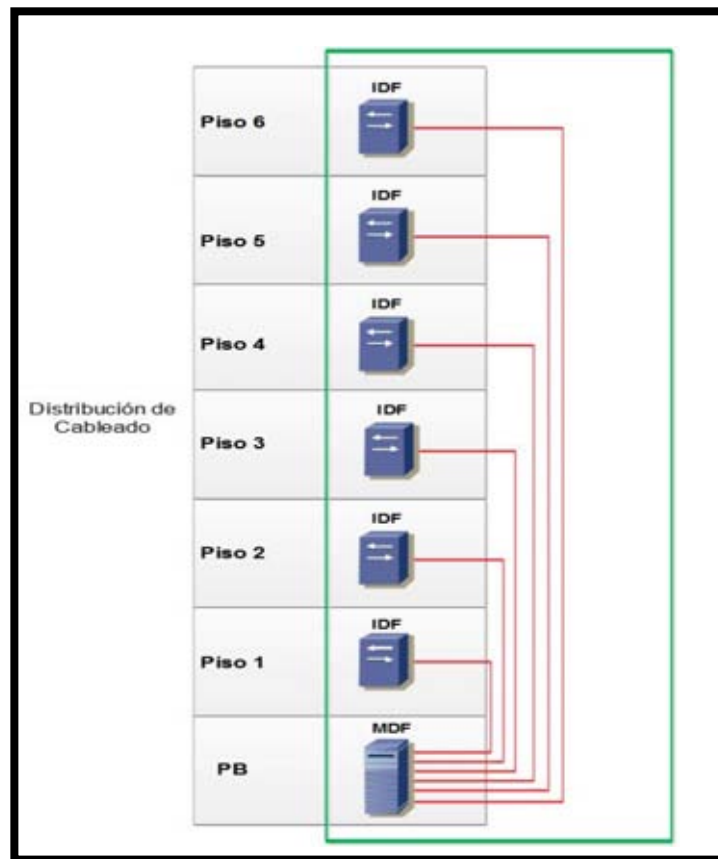 IDF
Piso 6
IDF
Piso 5
IDF
Piso 4
Distribución de
Cableado
IDF
Piso 3
IDF
Piso 2
IDF
Piso 1
MDF
PB